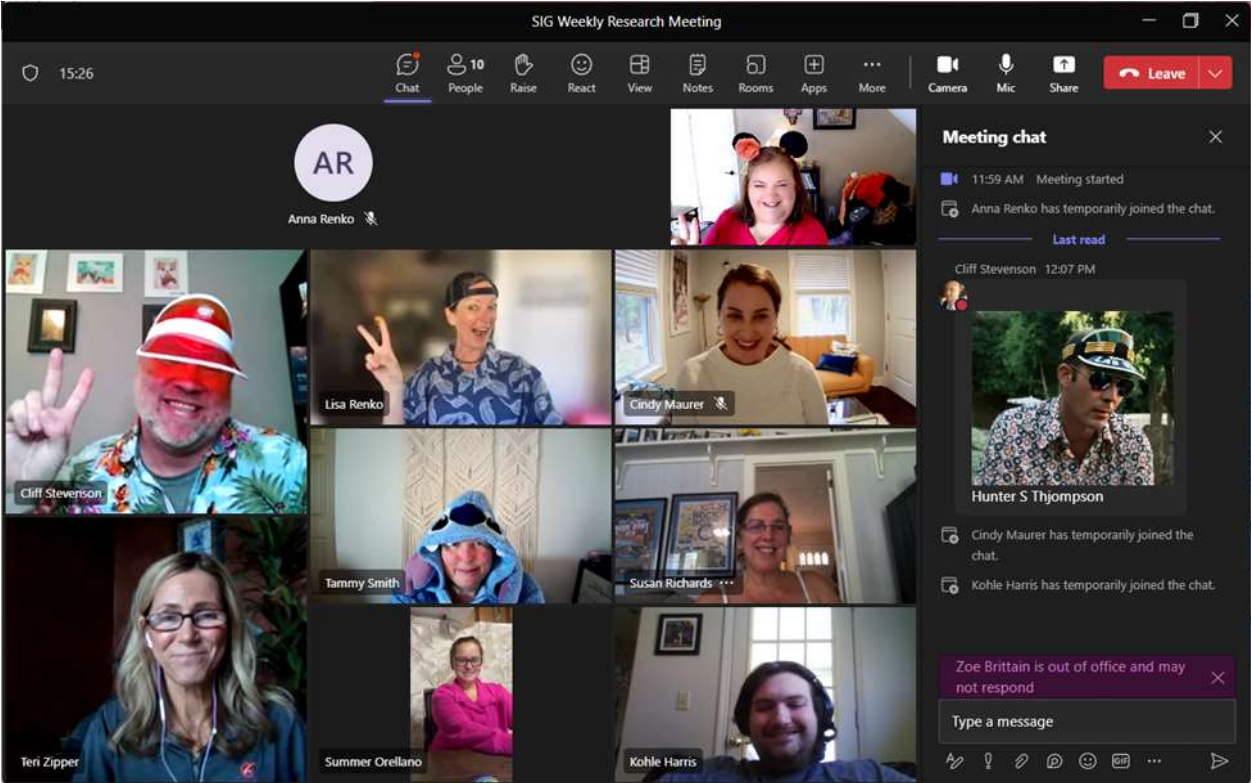 SIG Weekly Research Meeting
15:26
Chat
10
People
Raise
React
View
Notes
Rooms
Apps
More
Camera
Mic
Share
Leave
AR
Anna Renko
Cliff Stevenson
Lisa Renko
Cindy Maurer
Tammy Smith
Susan Richards ···
Teri Zipper
Summer Orellano
Kohle Harris
Meeting chat
11:59 AM Meeting started
Anna Renko has temporarily joined the chat.
Last read
Cliff Stevenson 12:07 PM
Hunter S Thjompson
Cindy Maurer has temporarily joined the
chat.
Kohle Harris has temporarily joined the chat.
Zoe Brittain is out of office and may
not respond
Type a message
GIF